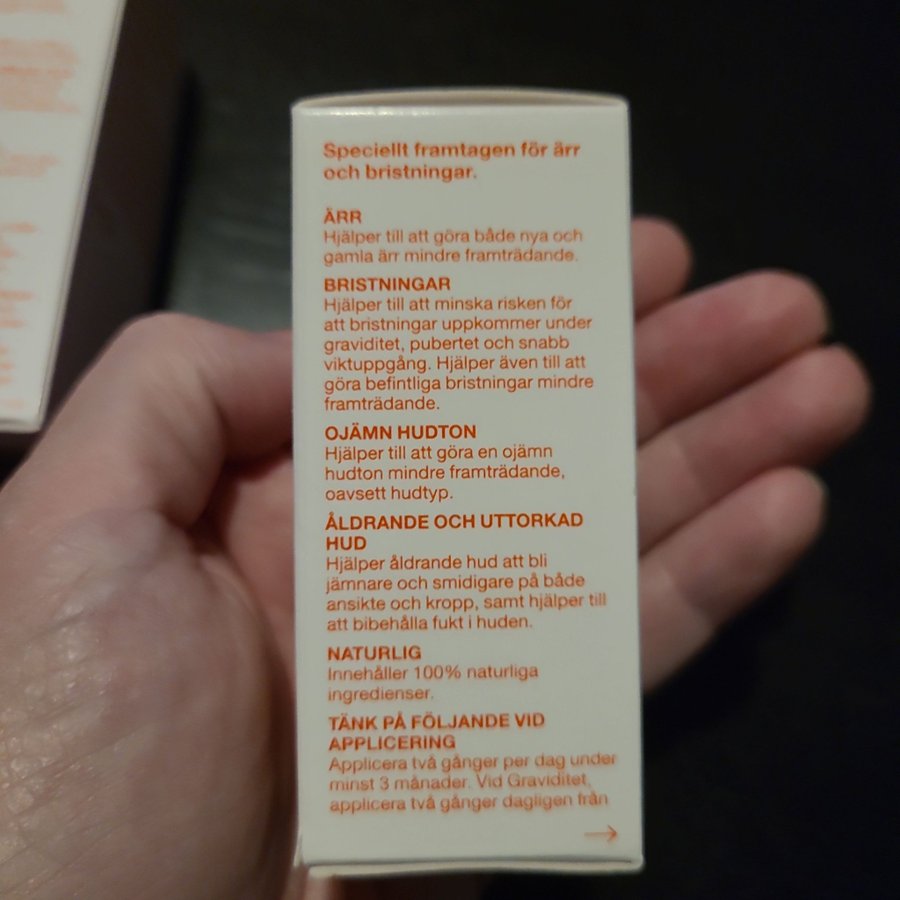 Speciellt framtagen för ärr
och bristningar.
ÄRR
Hjälper till att göra både nya och
gamla ärr mindre framträdande.
BRISTNINGAR
Hjälper till att minska risken för
att bristningar uppkommer under
graviditet, pubertet och snabb
viktuppgång. Hjälper även till att
göra befintliga bristningar mindre
framträdande.
OJÄMN HUDTON
Hjälper till att göra en ojämn
hudton mindre framträdande,
oavsett hudtyp.
ÅLDRANDE OCH UTTORKAD
HUD
Hjälper åldrande hud att bli
jämnare och smidigare på både
ansikte och kropp, samt hjälper till
att bibehålla fukt i huden.
NATURLIG
Innehåller 100% naturliga
ingredienser.
TÄNK PÅ FÖLJANDE VID
APPLICERING
Applicera två gånger per dag under
minst 3 månader. Vid Graviditet,
applicera två gånger dagligen från